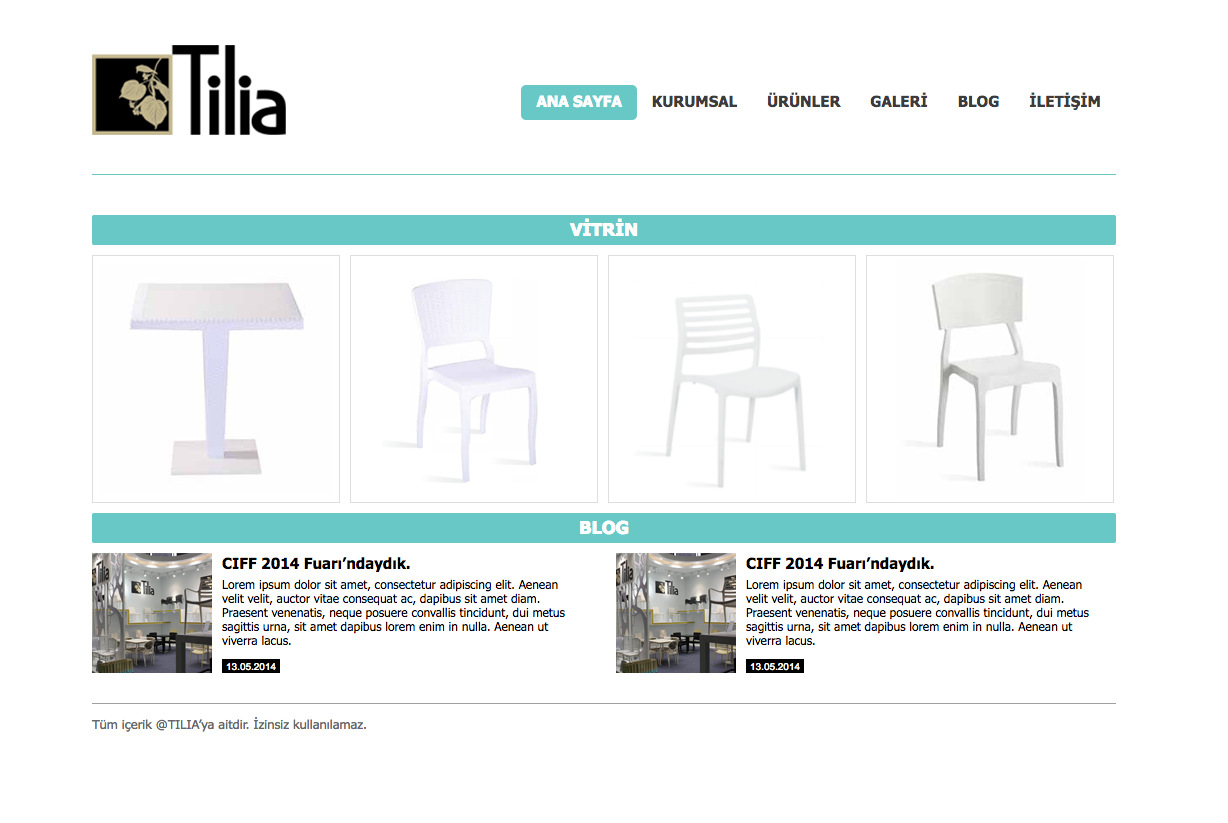 Tilia
ANA SAYFA KURUMSAL ÜRÜNLER GALERİ BLOG İLETİŞİM
VİTRİN
BLOG
CIFF 2014 Fuarı’ndaydık.
Lorem ipsum dolor sit amet, consectetur adipiscing elit. Aenean
velit velit, auctor vitae consequat ac, dapibus sit amet diam.
Praesent venenatis, neque posuere convallis tincidunt, dui metus
sagittis urna, sit amet dapibus lorem enim in nulla. Aenean ut
viverra lacus.
13.05.2014
Tilia
CIFF 2014 Fuarı’ndaydık.
Lorem ipsum dolor sit amet, consectetur adipiscing elit. Aenean
velit velit, auctor vitae consequat ac, dapibus sit amet diam.
Praesent venenatis, neque posuere convallis tincidunt, dui metus
sagittis urna, sit amet dapibus lorem enim in nulla. Aenean ut
viverra lacus.
13.05.2014
Tilia
Tüm içerik @TILIA’ya aitdir. İzinsiz kullanılamaz.